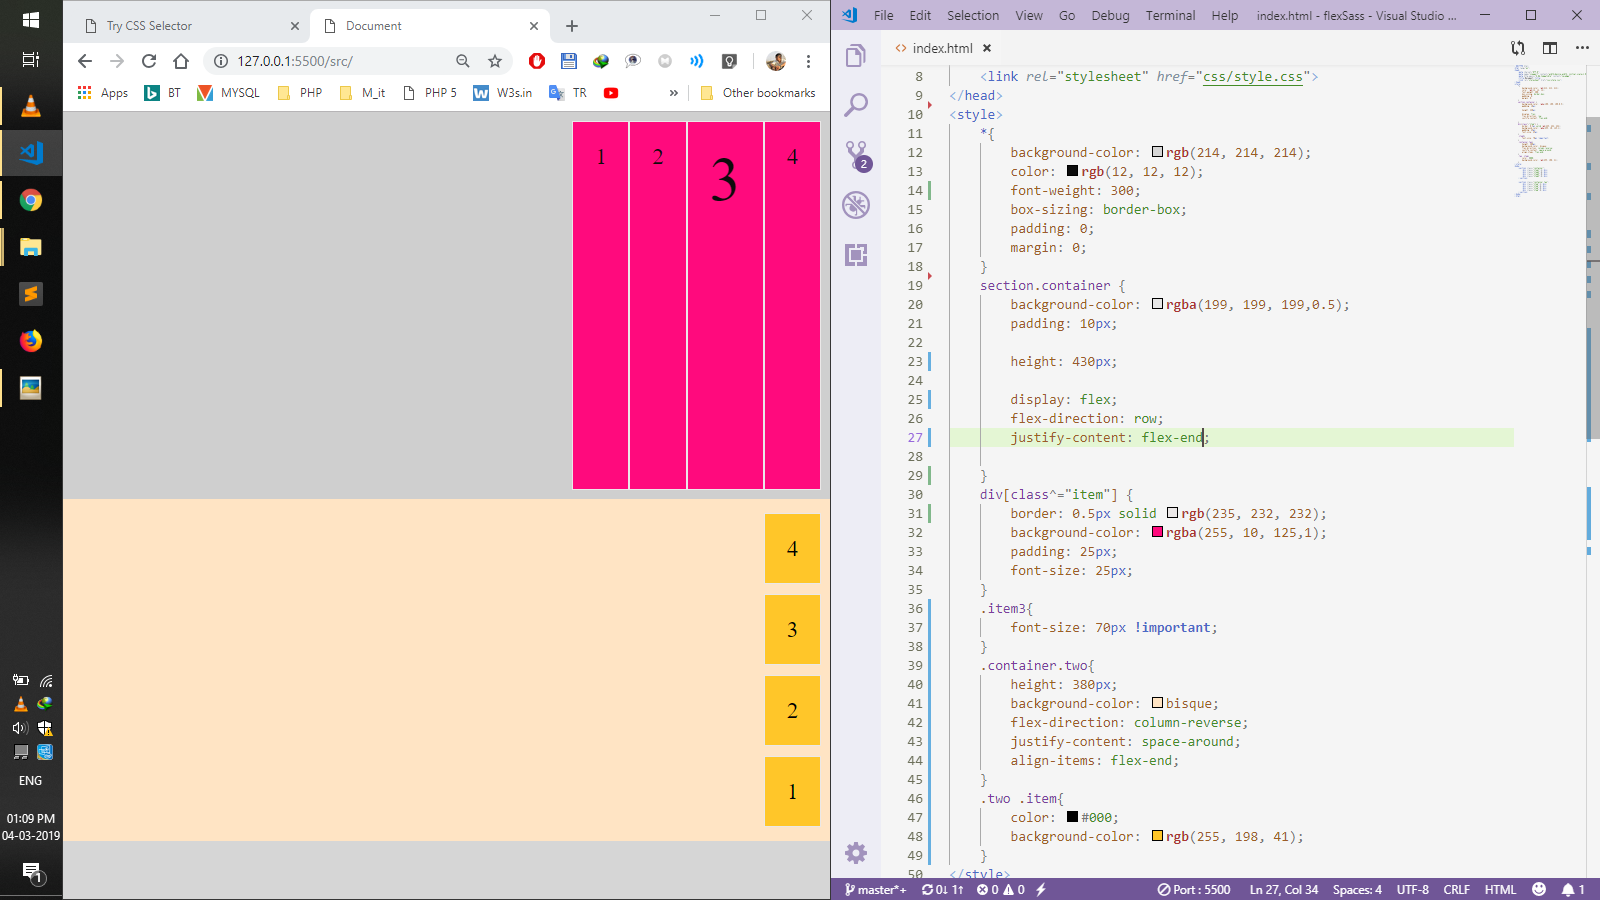 Try CSS Selector
Document
127.0.0.1:5500/src/
Apps
BT
MYSQL
PHP
M_it
PHP 5
W3s.in
TR
»
Other bookmarks
1
2
3
4
4
3
2
1
ENG
01:09 PM
04-03-2019
1
File Edit Selection View Go Debug Terminal Help
index.html - flexSass - Visual Studio ...
index.html
2
8 <link rel="stylesheet" href="css/style.css">
9 </head>
10 <style>
11 *{
12 background-color: rgb(214, 214, 214);
13 color: rgb(12, 12, 12);
14 font-weight: 300;
15 box-sizing: border-box;
16 padding: 0;
17 margin: 0;
18 }
19 section.container {
20 background-color: rgba(199, 199, 199,0.5);
21 padding: 10px;
22
23 height: 430px;
24
25 display: flex;
26 flex-direction: row;
27 justify-content: flex-end;
28
29 }
30 div[class^="item"] {
31 border: 0.5px solid rgb(235, 232, 232);
32 background-color: rgba(255, 10, 125,1);
33 padding: 25px;
34 font-size: 25px;
35 }
36 .item3{
37 font-size: 70px !important;
38 }
39 .container.two{
40 height: 380px;
41 background-color: bisque;
42 flex-direction: column-reverse;
43 justify-content: space-around;
44 align-items: flex-end;
45 }
46 .two .item{
47 color: #000;
48 background-color: rgb(255, 198, 41);
49 }
50 </style>
master*+ 0↓ 1↑ 0 0 Port : 5500 Ln 27, Col 34 Spaces: 4 UTF-8 CRLF HTML 1